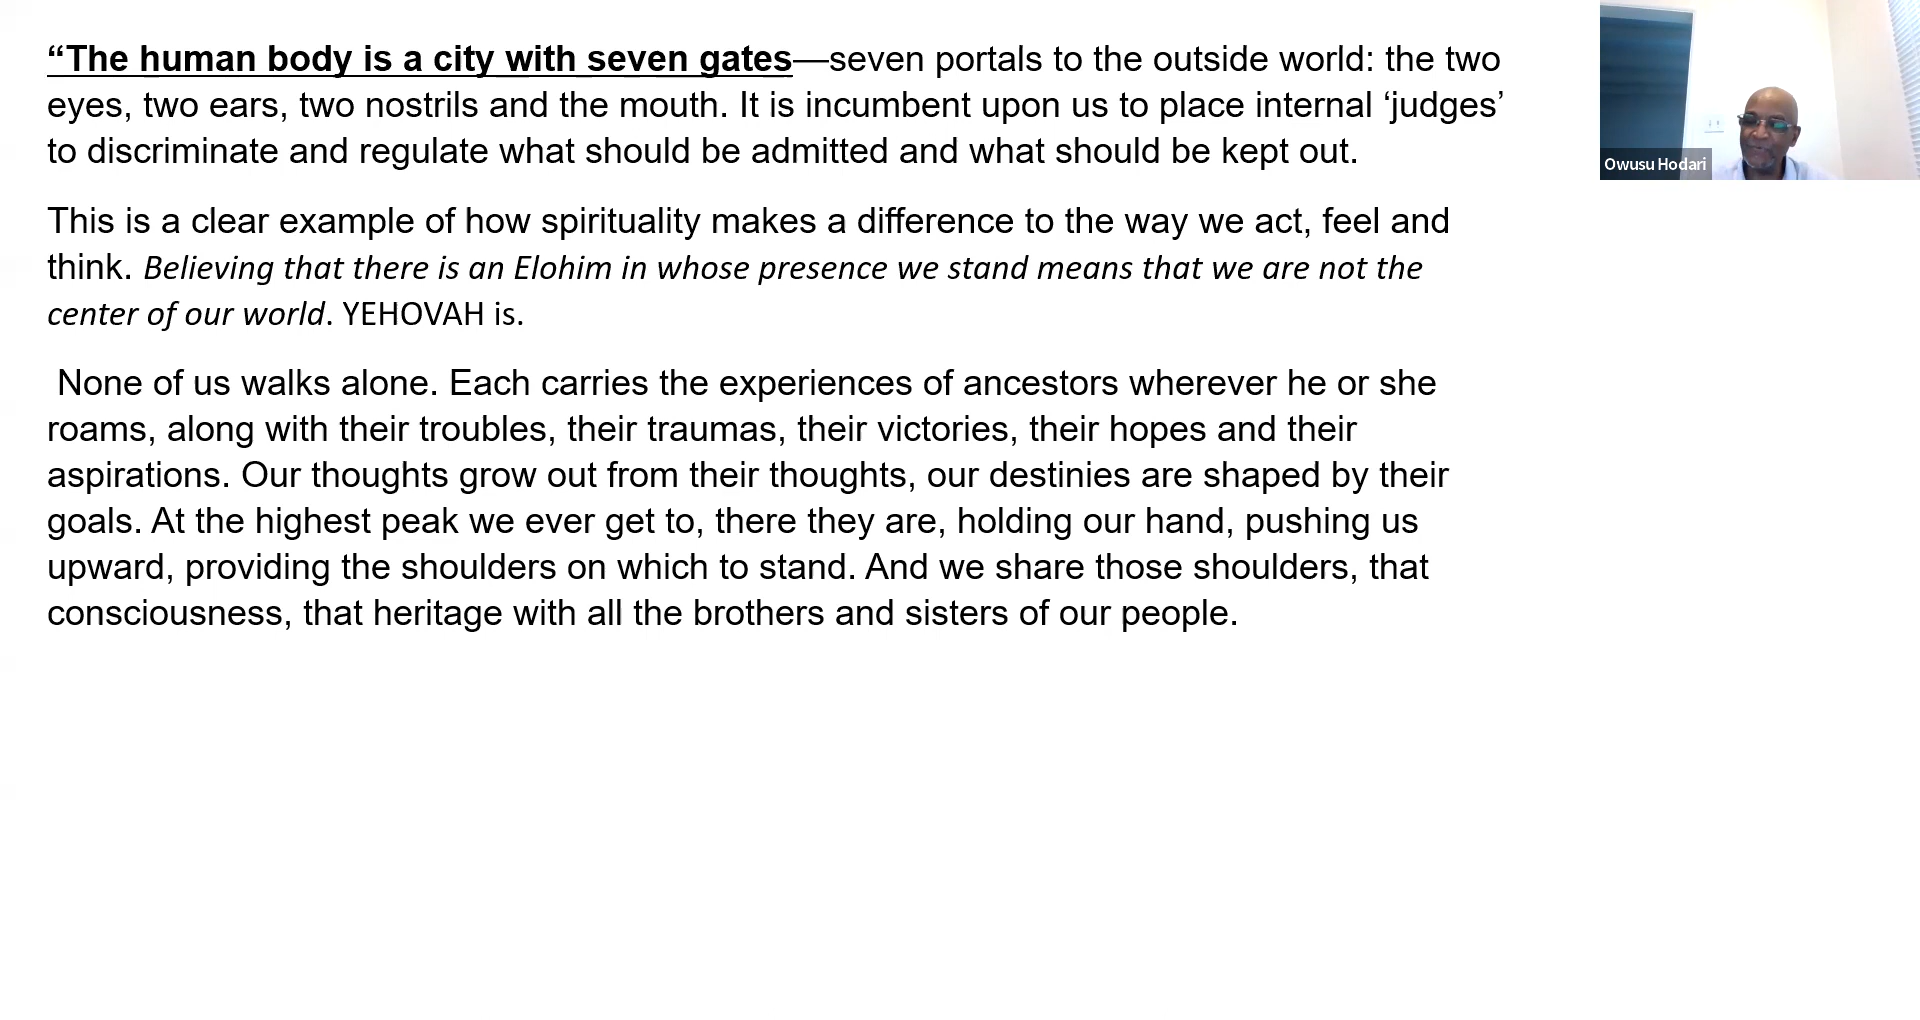 “The human body is a city with seven gates—seven portals to the outside world: the two
eyes, two ears, two nostrils and the mouth. It is incumbent upon us to place internal ‘judges’
to discriminate and regulate what should be admitted and what should be kept out.
This is a clear example of how spirituality makes a difference to the way we act, feel and
think. Believing that there is an Elohim in whose presence we stand means that we are not the
center of our world. YEHOVAH is.
None of us walks alone. Each carries the experiences of ancestors wherever he or she
roams, along with their troubles, their traumas, their victories, their hopes and their
aspirations. Our thoughts grow out from their thoughts, our destinies are shaped by their
goals. At the highest peak we ever get to, there they are, holding our hand, pushing us
upward, providing the shoulders on which to stand. And we share those shoulders, that
consciousness, that heritage with all the brothers and sisters of our people.
Owusu Hodari